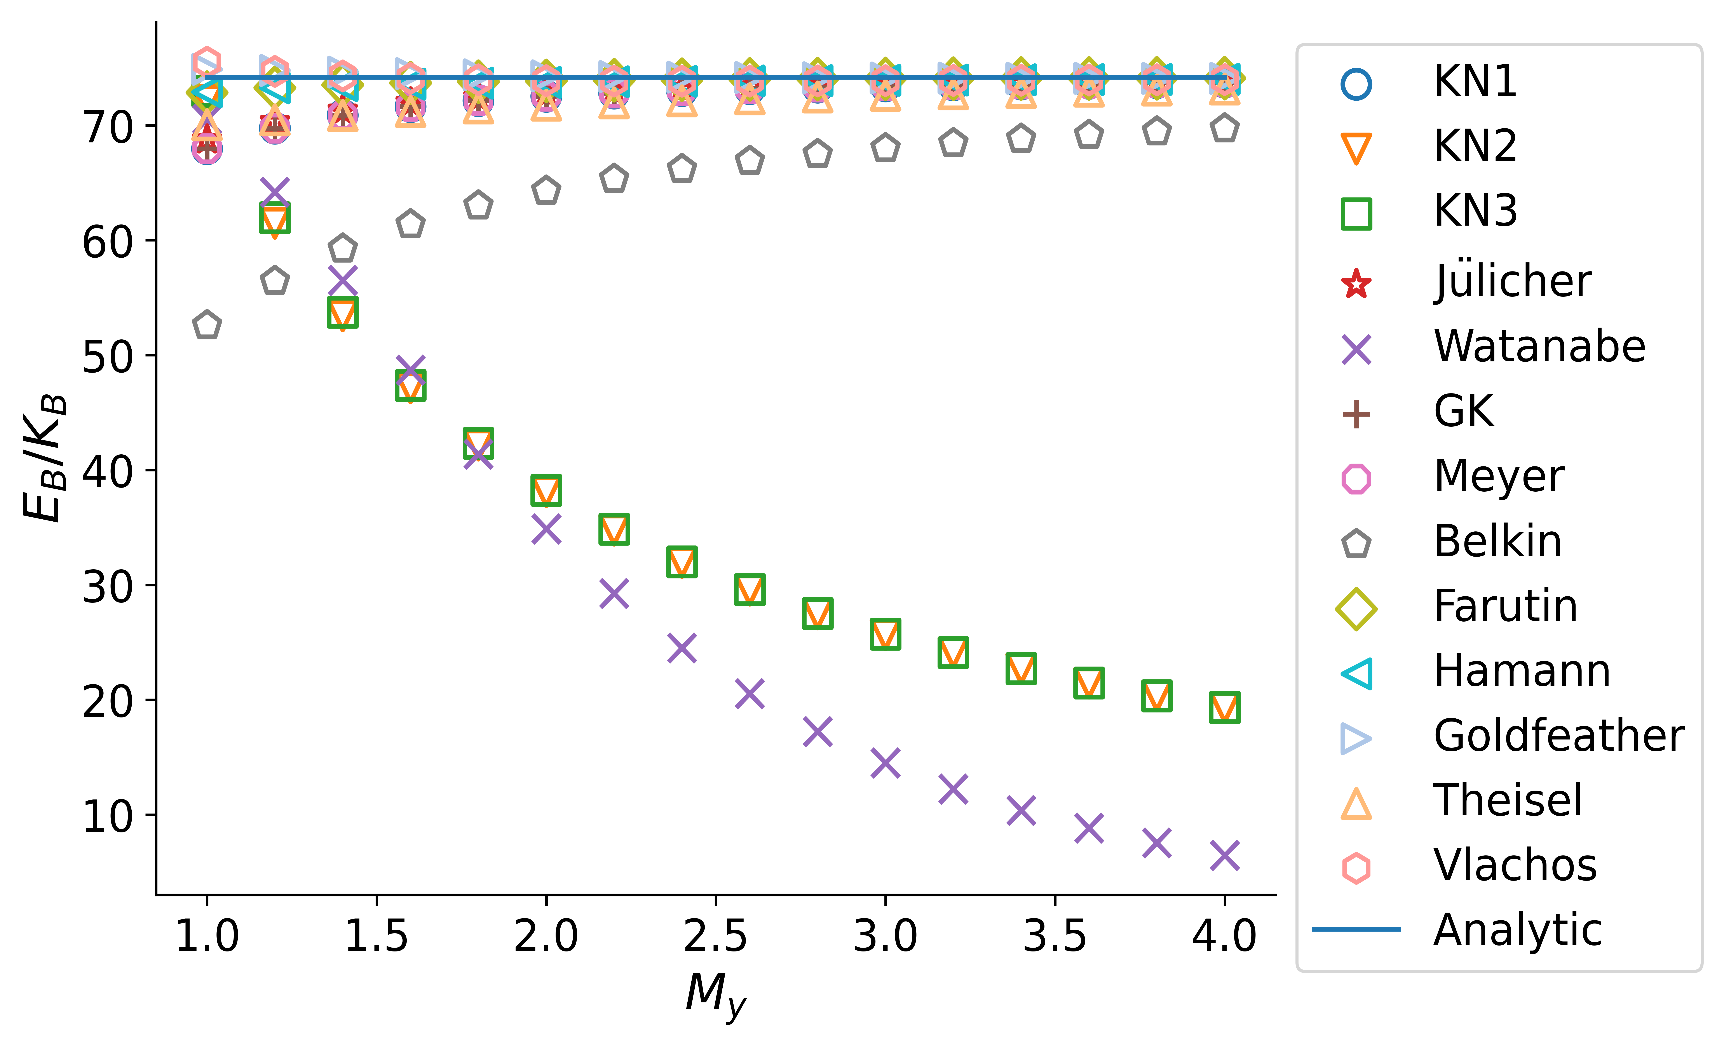 70
60
50
40
30
20
10
E_B/K_B
1.0 1.5 2.0 2.5 3.0 3.5 4.0
M_y
KN1
KN2
KN3
Jülicher
Watanabe
GK
Meyer
Belkin
Farutin
Hamann
Goldfeather
Theisel
Vlachos
Analytic